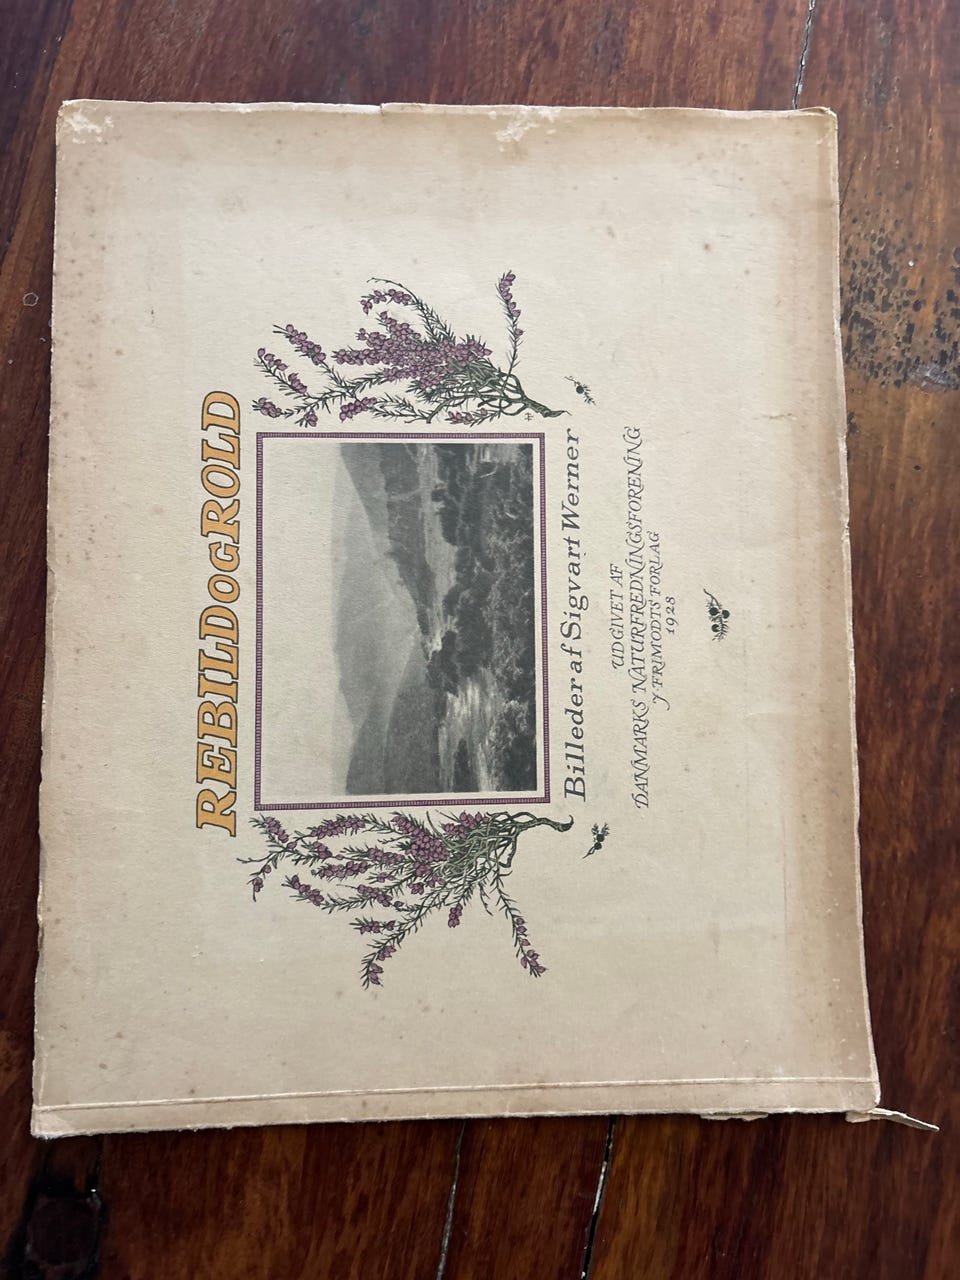 REBILD OG ROLD
Billeder af Sigvart Werner
UDGIVET AF
DANMARKS NATURFREDNINGSFORENING
J· FRIMODTS FORLAG
1928